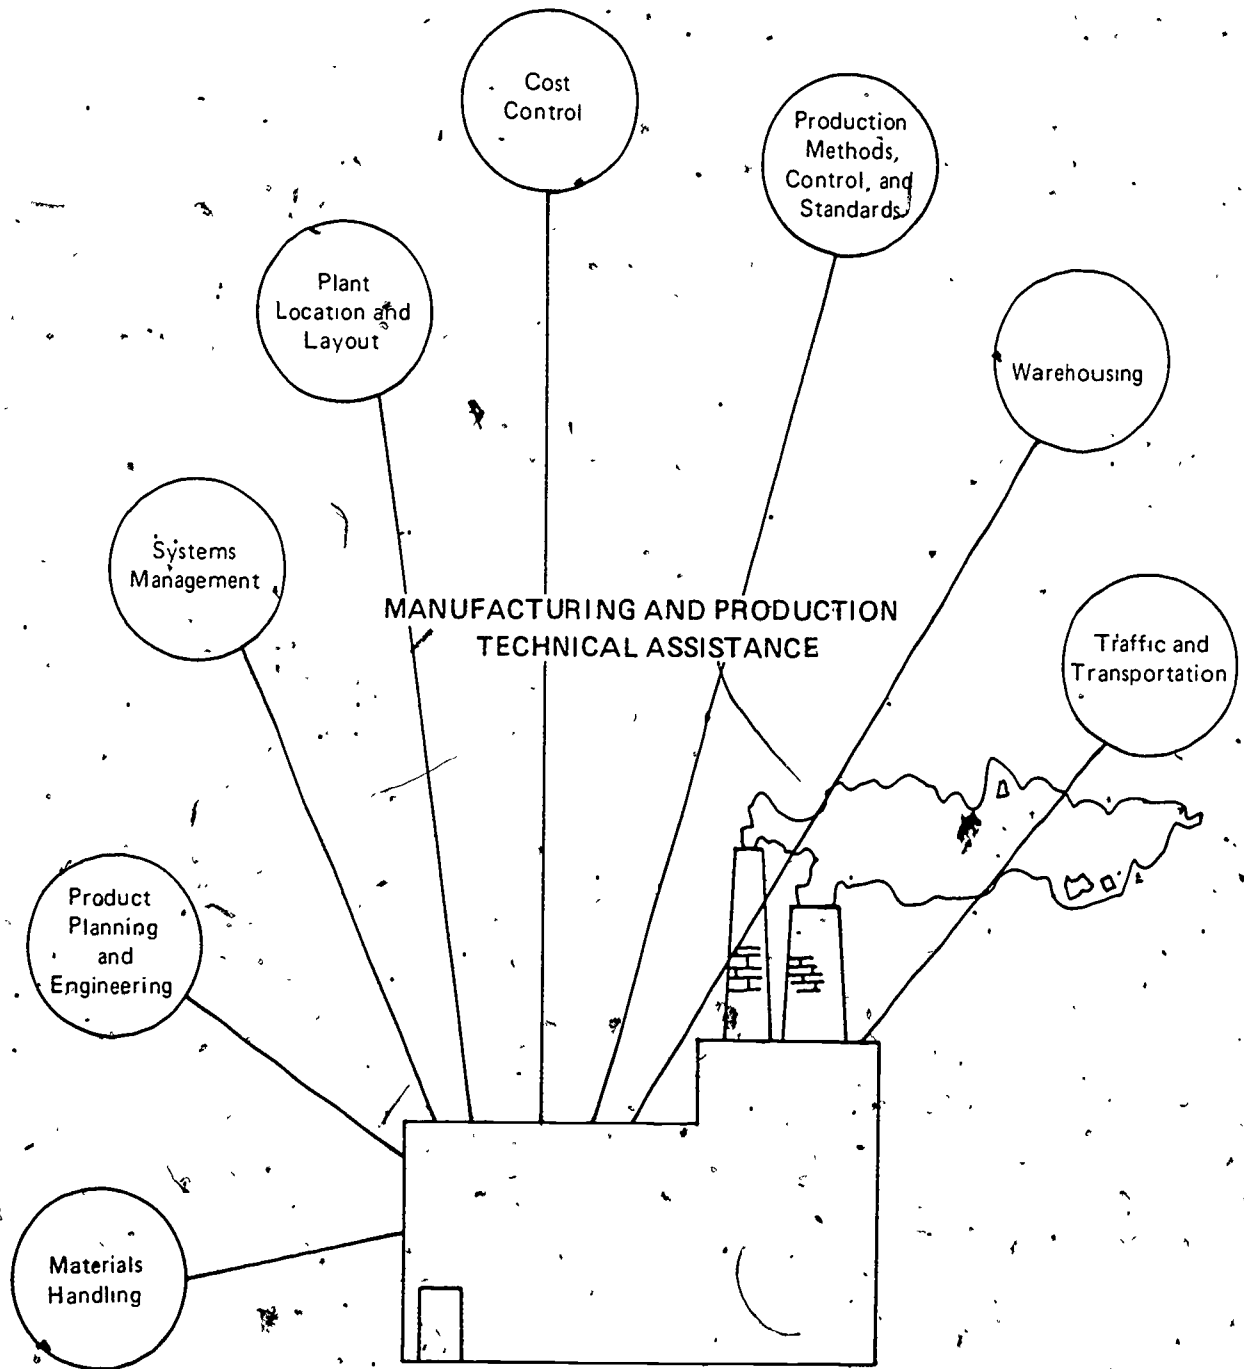 Cost
Control
Production
Methods,
Control, and
Standards
Plant
Location and
Layout
Warehousing
Systems
Management
MANUFACTURING AND PRODUCTION
TECHNICAL ASSISTANCE
Traffic and
Transportation
Product
Planning
and
Engineering
Materials
Handling